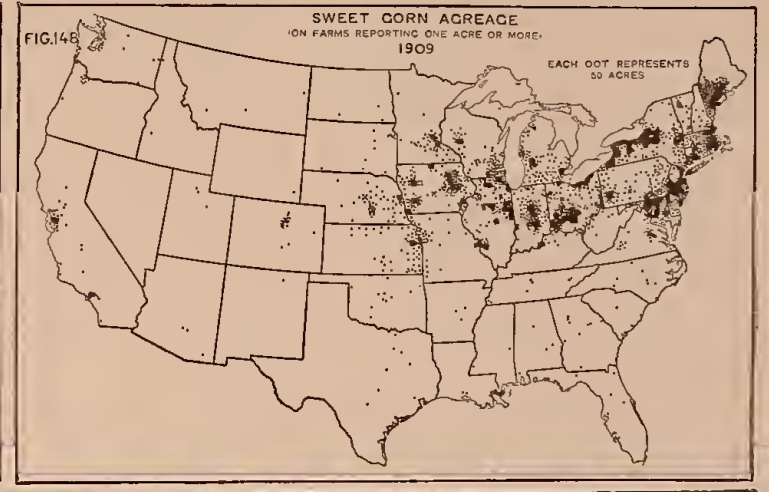 SWEET CORN ACREAGE
(ON FARMS REPORTING ONE ACRE OR MORE)
1909
FIG.148
EACH DOT REPRESENTS
50 ACRES